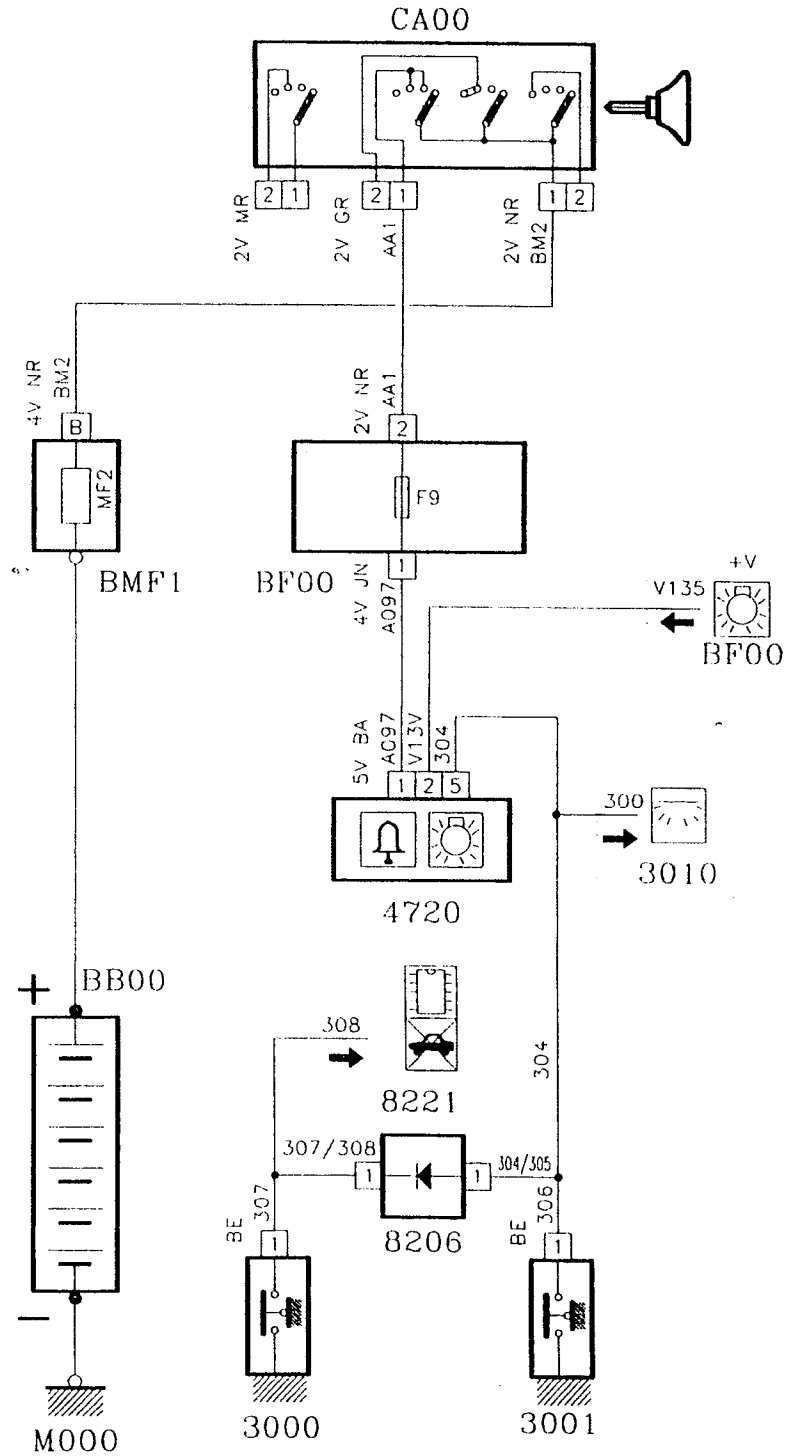 CA00
2 1
2 1
1 2
2V MR
2V GR
AA1
2V NR
BM2
4V NR
BM2
2V NR
AA1
B
2
MF2
F9
BMF1
BF00
1
4V JN
A097
+V
V135
BF00
5V BA
A097
V13V
304
1 2 5
300
4720
3010
+
BB00
308
304
8221
307/308
304/305
1
1
BE
307
8206
BE
306
1
1
−
M000
3000
3001